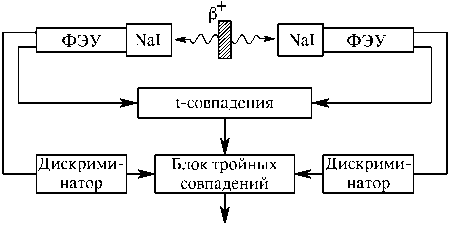 β+
ФЭУ NaI NaI ФЭУ
t-совпадения
Дискрими-
натор
Блок тройных
совпадений
Дискрими-
натор